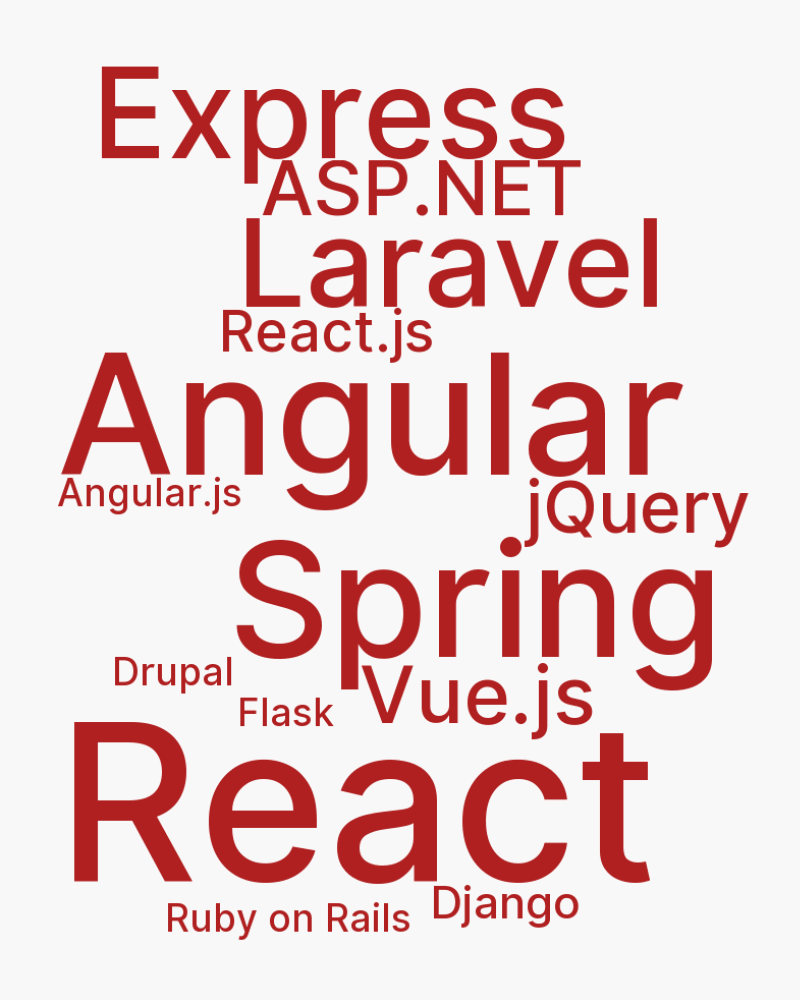 Express
ASP.NET
Laravel
React.js
Angular
Angular.js
jQuery
Spring
Drupal
Flask
Vue.js
React
Ruby on Rails
Django